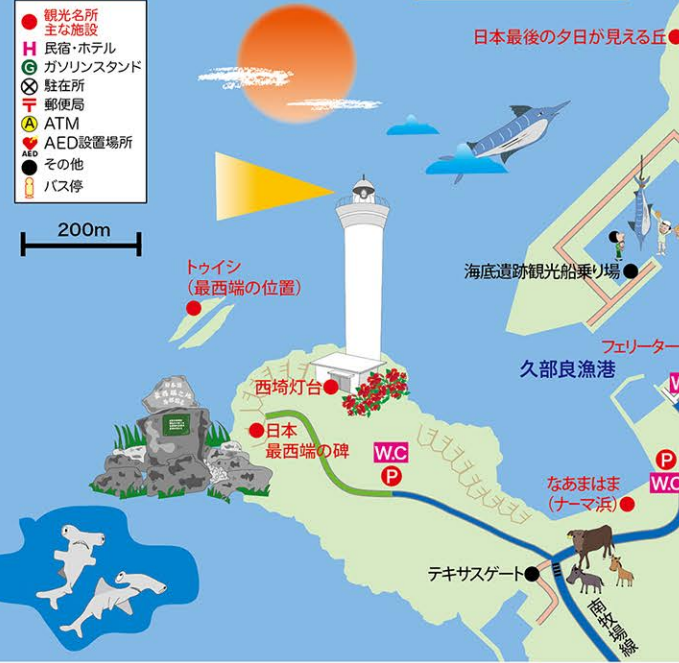 観光名所
主な施設
H 民宿・ホテル
G ガソリンスタンド
駐在所
郵便局
A ATM
AED AED設置場所
その他
バス停
200m
日本最後の夕日が見える丘
トゥイシ
(最西端の位置)
海底遺跡観光船乗り場
フェリーター
久部良漁港
西埼灯台
日本
最西端の碑
W.C
P
W
P
W.C
なあまはま
(ナーマ浜)
テキサスゲート
南牧場線